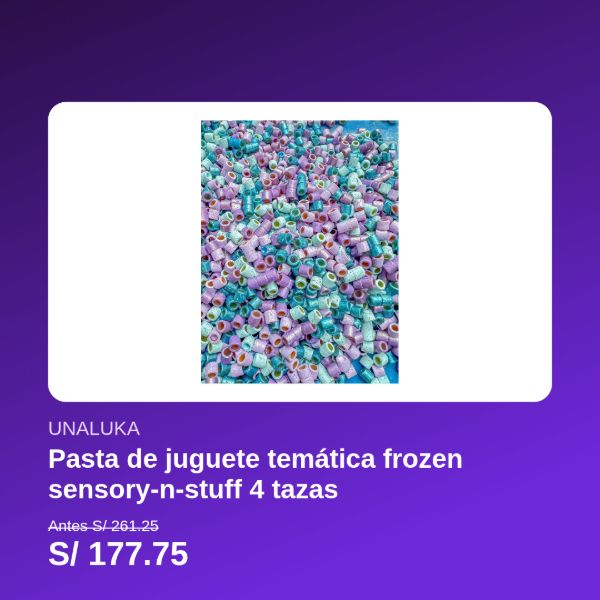 UNALUKA
Pasta de juguete temática frozen
sensory-n-stuff 4 tazas
Antes S/ 261.25
S/ 177.75